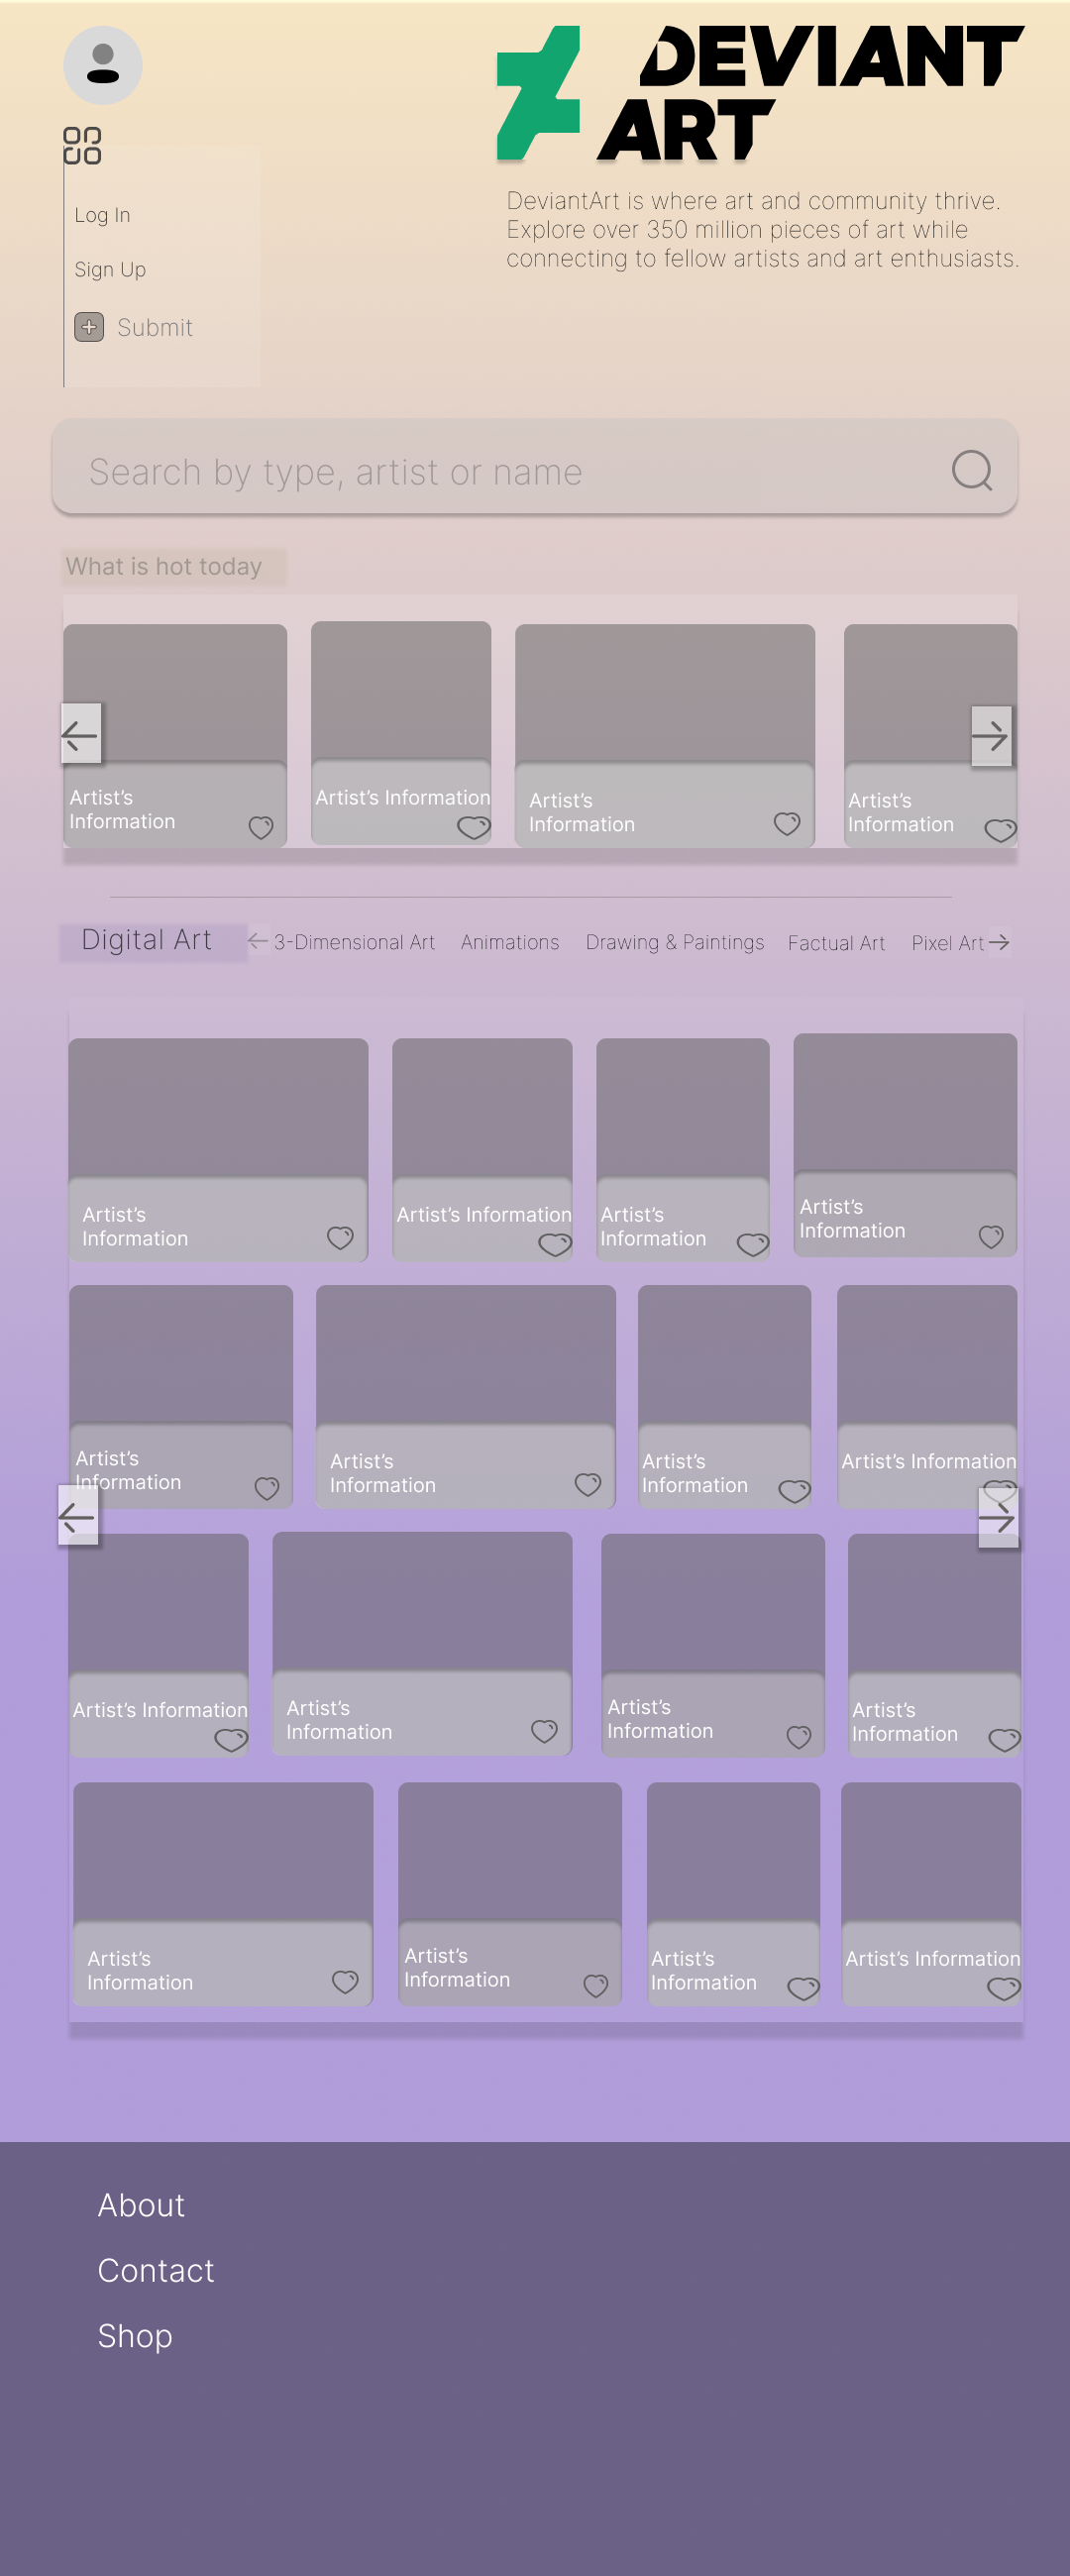 DEVIANT
ART
DeviantArt is where art and community thrive.
Explore over 350 million pieces of art while
connecting to fellow artists and art enthusiasts.
Log In
Sign Up
Submit
Search by type, artist or name
What is hot today
Artist's
Information
Artist's Information
Artist's
Information
Artist's
Information
Digital Art
3-Dimensional Art
Animations
Drawing & Paintings
Factual Art
Pixel Art
Artist's
Information
Artist's Information
Artist's
Information
Artist's
Information
Artist's
Information
Artist's
Information
Artist's
Information
Artist's Information
Artist's Information
Artist's
Information
Artist's
Information
Artist's
Information
Artist's
Information
Artist's
Information
Artist's
Information
Artist's Information
About
Contact
Shop